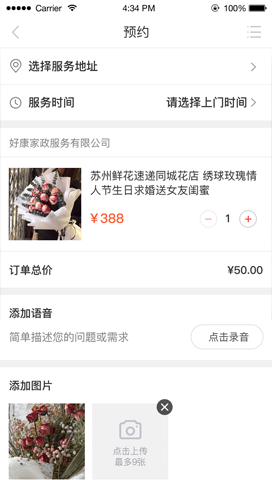 Carrier 4:34 PM 100%
预约
选择服务地址
服务时间 请选择上门时间
好康家政服务有限公司
苏州鲜花速递同城花店 绣球玫瑰情
人节生日求婚送女友闺蜜
¥388 1
订单总价 ¥50.00
添加语音
简单描述您的问题或需求 点击录音
添加图片
点击上传
最多9张